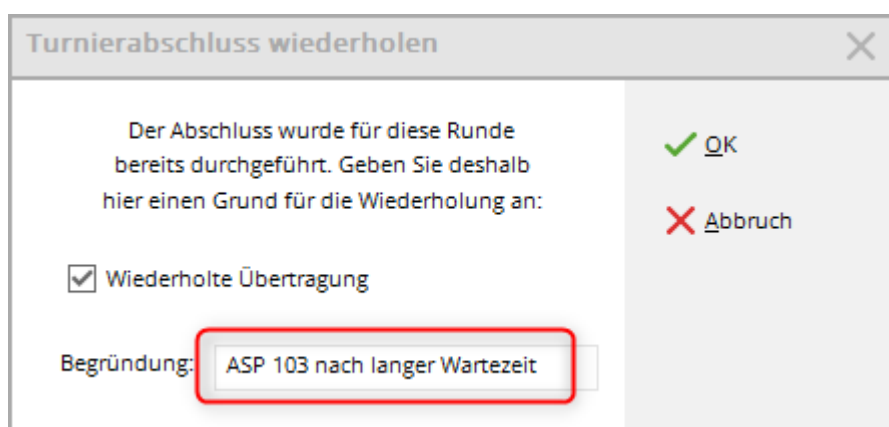 Turnierabschluss wiederholen
Der Abschluss wurde für diese Runde
bereits durchgeführt. Geben Sie deshalb
hier einen Grund für die Wiederholung an:
OK
Abbruch
Wiederholte Übertragung
Begründung: ASP 103 nach langer Wartezeit